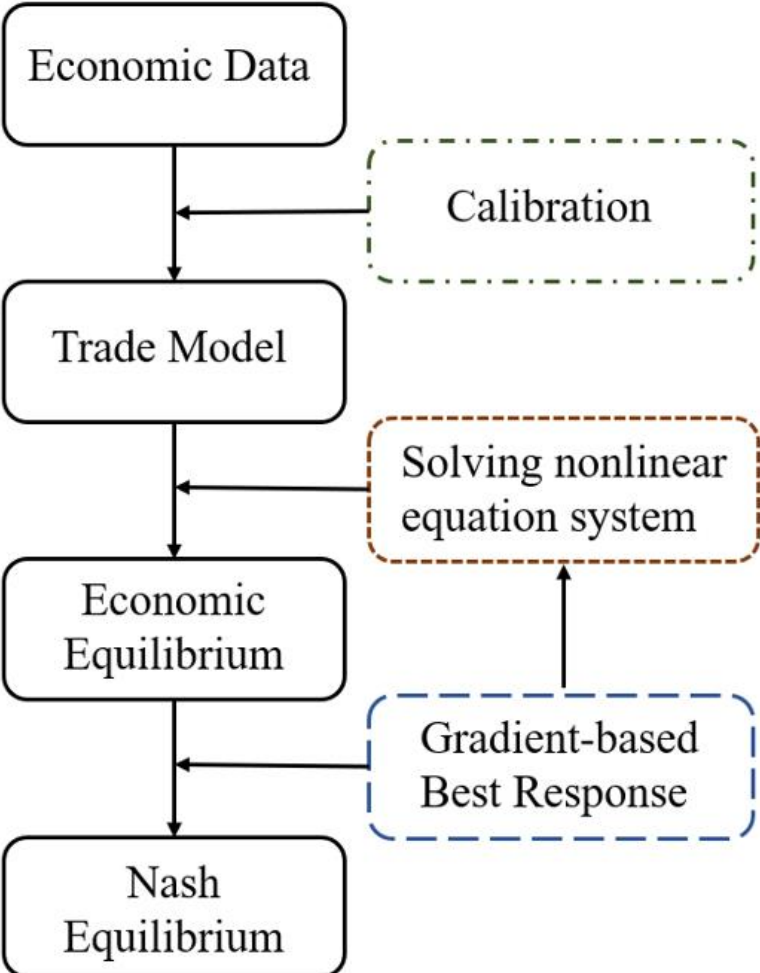 Economic Data
Calibration
Trade Model
Solving nonlinear
equation system
Economic
Equilibrium
Gradient-based
Best Response
Nash
Equilibrium